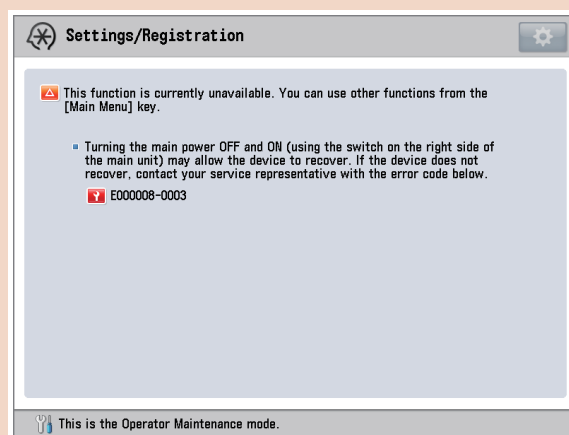 Settings/Registration
This function is currently unavailable. You can use other functions from the
[Main Menu] key.
Turning the main power OFF and ON (using the switch on the right side of
the main unit) may allow the device to recover. If the device does not
recover, contact your service representative with the error code below.
E000008-0003
This is the Operator Maintenance mode.